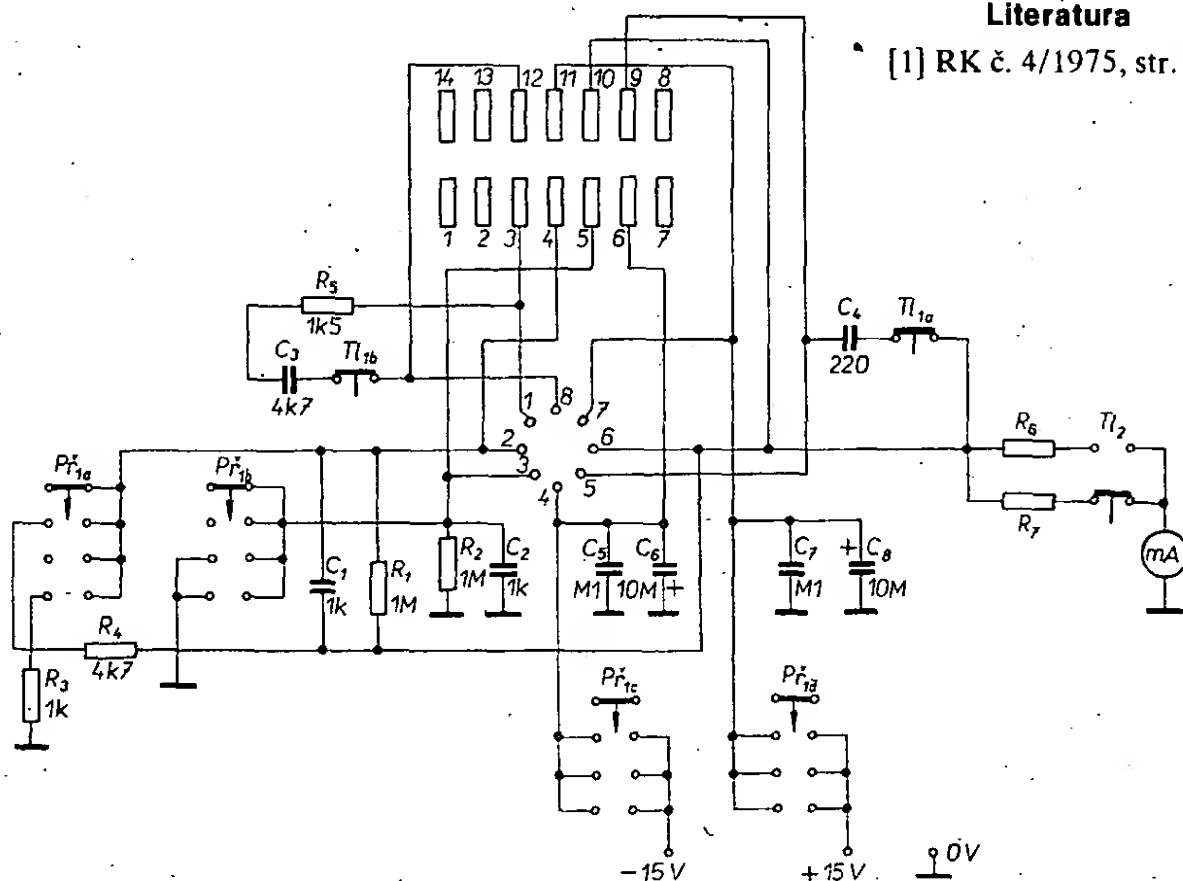 Literatura
[1] RK č. 4/1975, str.
14 13 12 11 10 9 8
1 2 3 4 5 6 7
R5
1k5
C3
4k7
Tl1b
C4
220
Tl1a
1 8 7
2 6
3 5
4
Př1a
Př1b
R6
Tl2
R7
mA
C1
1k
R1
1M
R2
1M
C2
1k
C5
M1
C6
10M
+
C7
M1
+
C8
10M
R4
4k7
R3
1k
Př1c
Př1d
−15V
+15V
0V